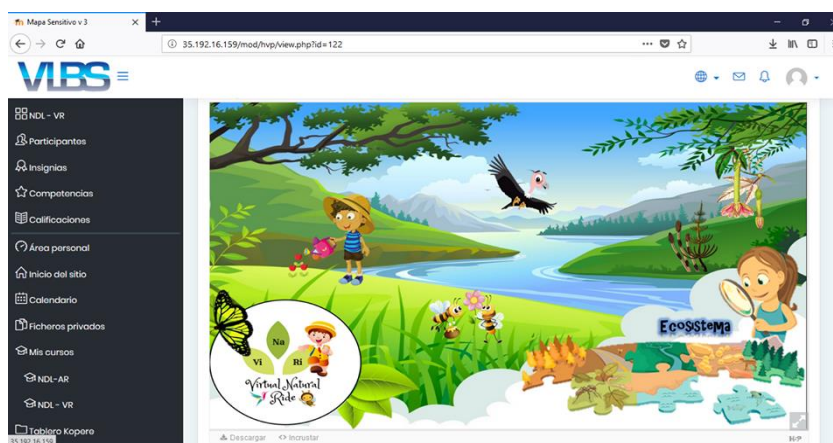 Mapa Sensitivo v 3
35.192.16.159/mod/hvp/view.php?id=122
VLBS
NDL - VR
Participantes
Insignias
Competencias
Calificaciones
Área personal
Inicio del sitio
Calendario
Ficheros privados
Mis cursos
NDL-AR
NDL - VR
Tablero Kopere
35.192.16.159
Na
Vi
Ri
Virtual Natural
Ride
Ecosistema
Descargar
Incrustar
H-P